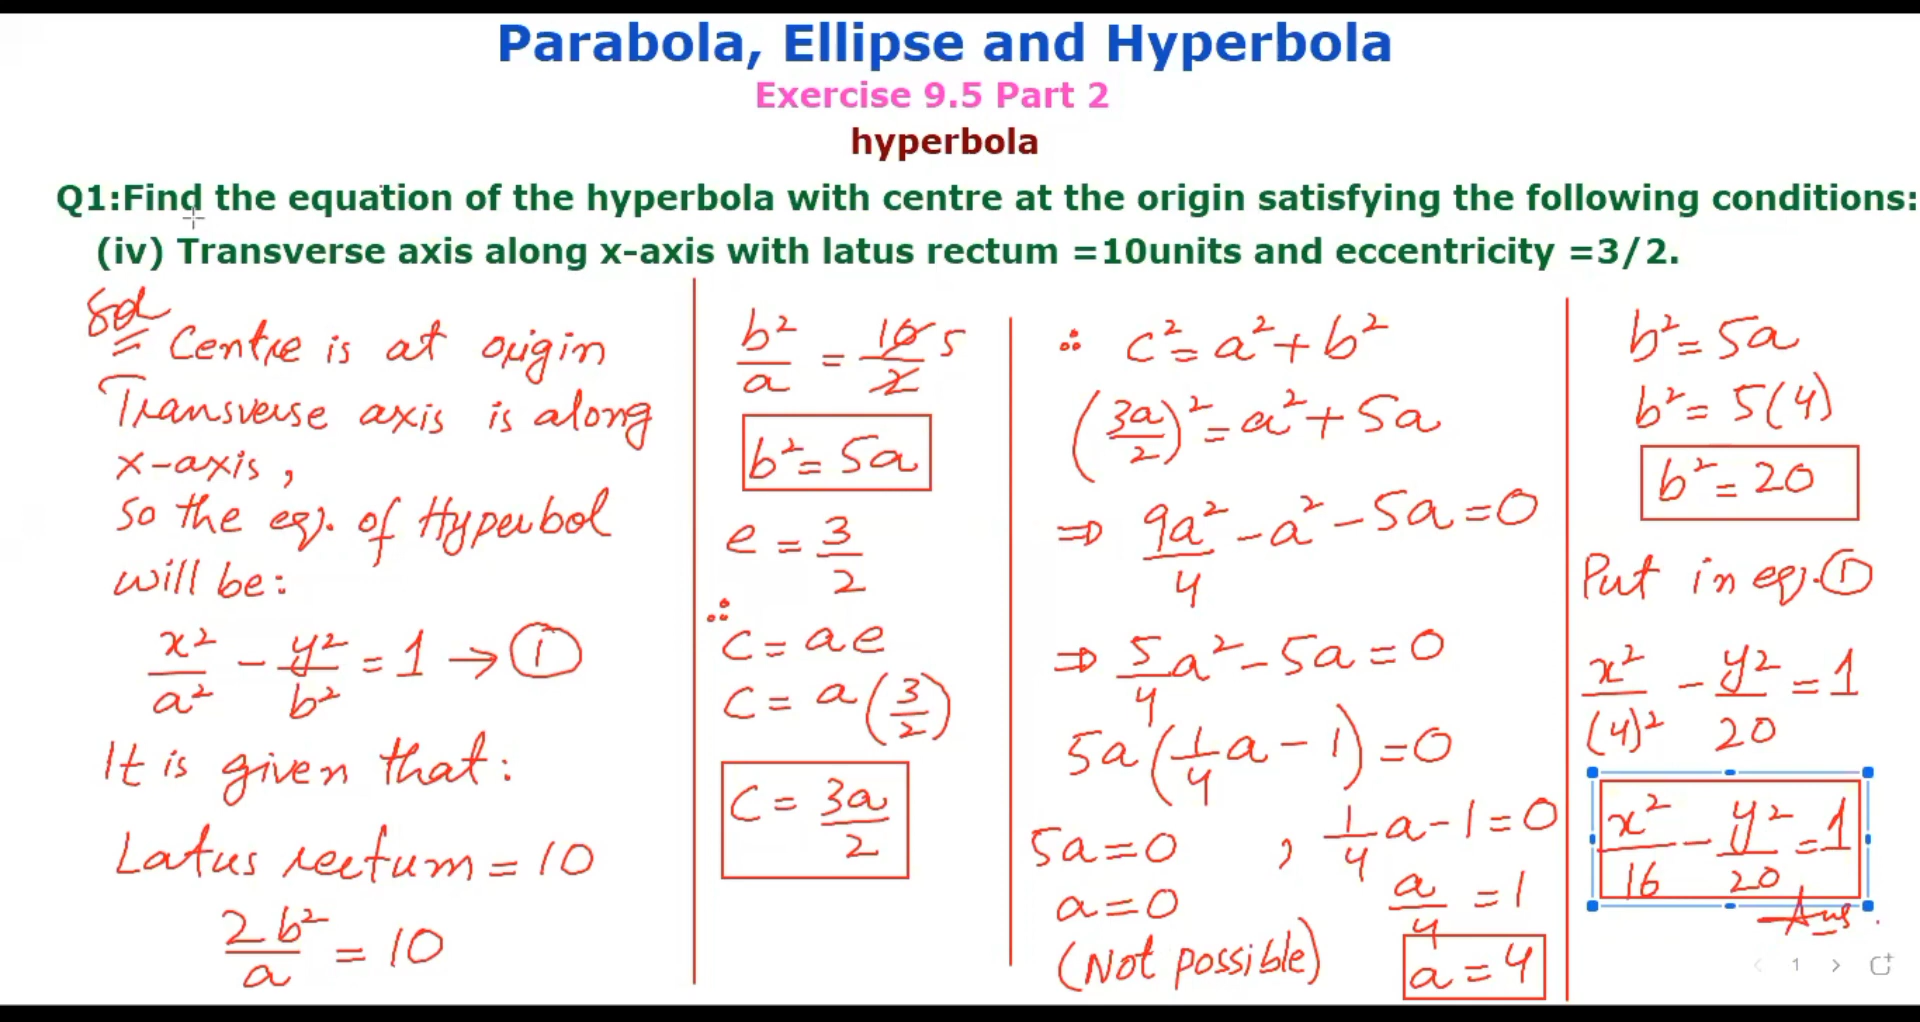 Parabola, Ellipse and Hyperbola
Exercise 9.5 Part 2
hyperbola
Q1:Find the equation of the hyperbola with centre at the origin satisfying the following conditions:
(iv) Transverse axis along x-axis with latus rectum =10units and eccentricity =3/2.
Sol
Centre is at origin
Transverse axis is along
x-axis,
So the eq. of Hyperbol
will be:
x²/a² - y²/b² = 1 → ①
It is given that:
Latus rectum = 10
2b²/a = 10
b²/a = 10/2 5
b² = 5a
e = 3/2
∴
c = ae
c = a(3/2)
c = 3a/2
∴ c² = a² + b²
(3a/2)² = a² + 5a
⇒ 9a²/4 - a² - 5a = 0
⇒ 5/4 a² - 5a = 0
5a(1/4 a - 1) = 0
5a = 0 , 1/4 a - 1 = 0
a = 0 a/4 = 1
(Not possible) a = 4
b² = 5a
b² = 5(4)
b² = 20
Put in eq. ①
x²/(4)² - y²/20 = 1
x²/16 - y²/20 = 1
Ans.
1